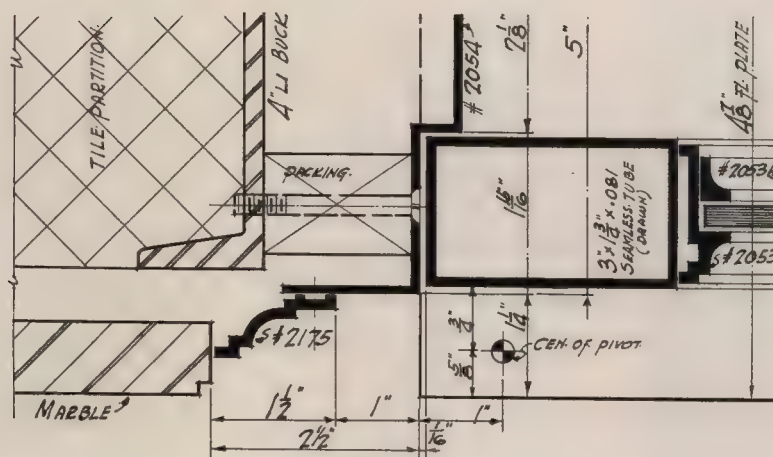 TILE PARTITION.
4" LI BUCK
# 2054
2 1/8"
5"
4 7/8" FL. PLATE
PACKING.
1 15/16"
3" x 1 3/4" x .081
SEAMLESS TUBE
(DRAWN)
#2053B
S#2053
S#2175
3/4"
1 1/4"
CEN. OF PIVOT.
5/8"
MARBLE
1 1/2"
1"
1"
2 1/2"
1/16"